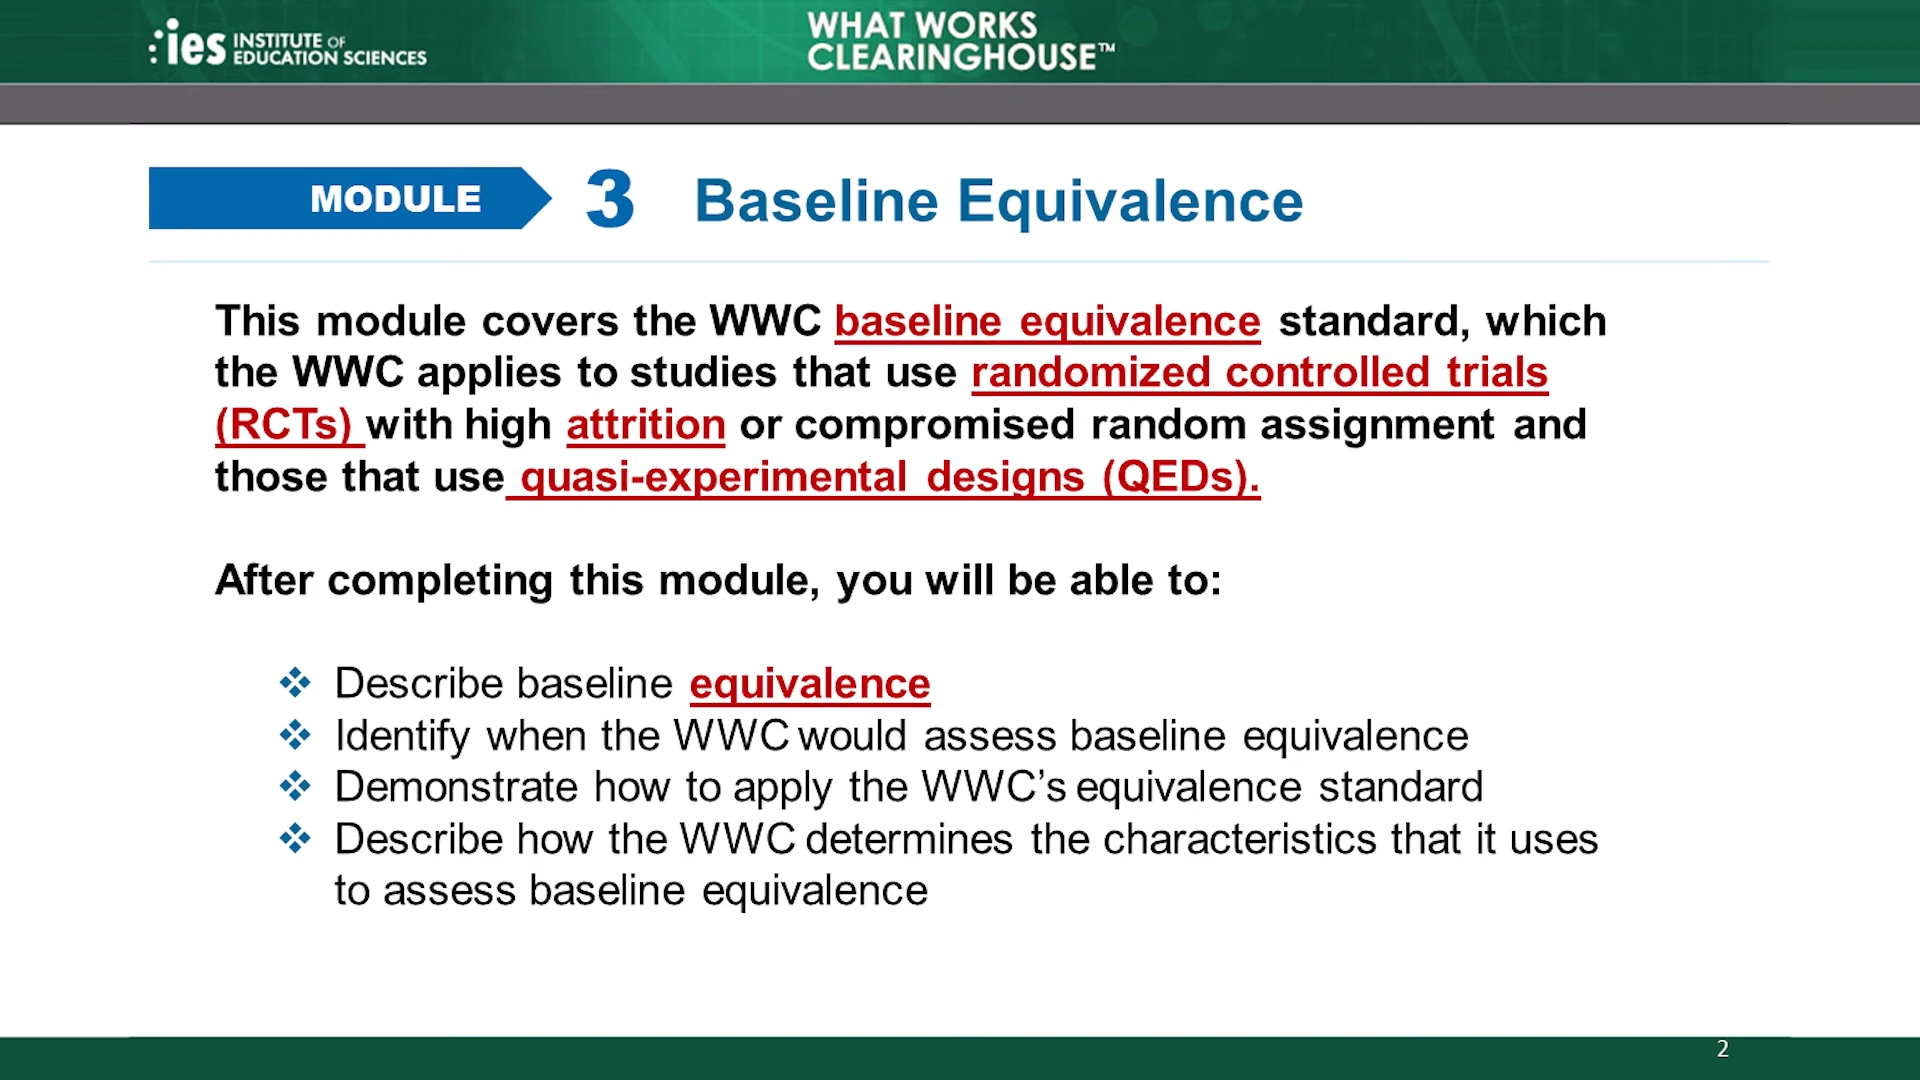 ies INSTITUTE OF
EDUCATION SCIENCES
WHAT WORKS
CLEARINGHOUSE™
MODULE 3 Baseline Equivalence
This module covers the WWC baseline equivalence standard, which
the WWC applies to studies that use randomized controlled trials
(RCTs) with high attrition or compromised random assignment and
those that use quasi-experimental designs (QEDs).
After completing this module, you will be able to:
❖ Describe baseline equivalence
❖ Identify when the WWC would assess baseline equivalence
❖ Demonstrate how to apply the WWC’s equivalence standard
❖ Describe how the WWC determines the characteristics that it uses
to assess baseline equivalence
2